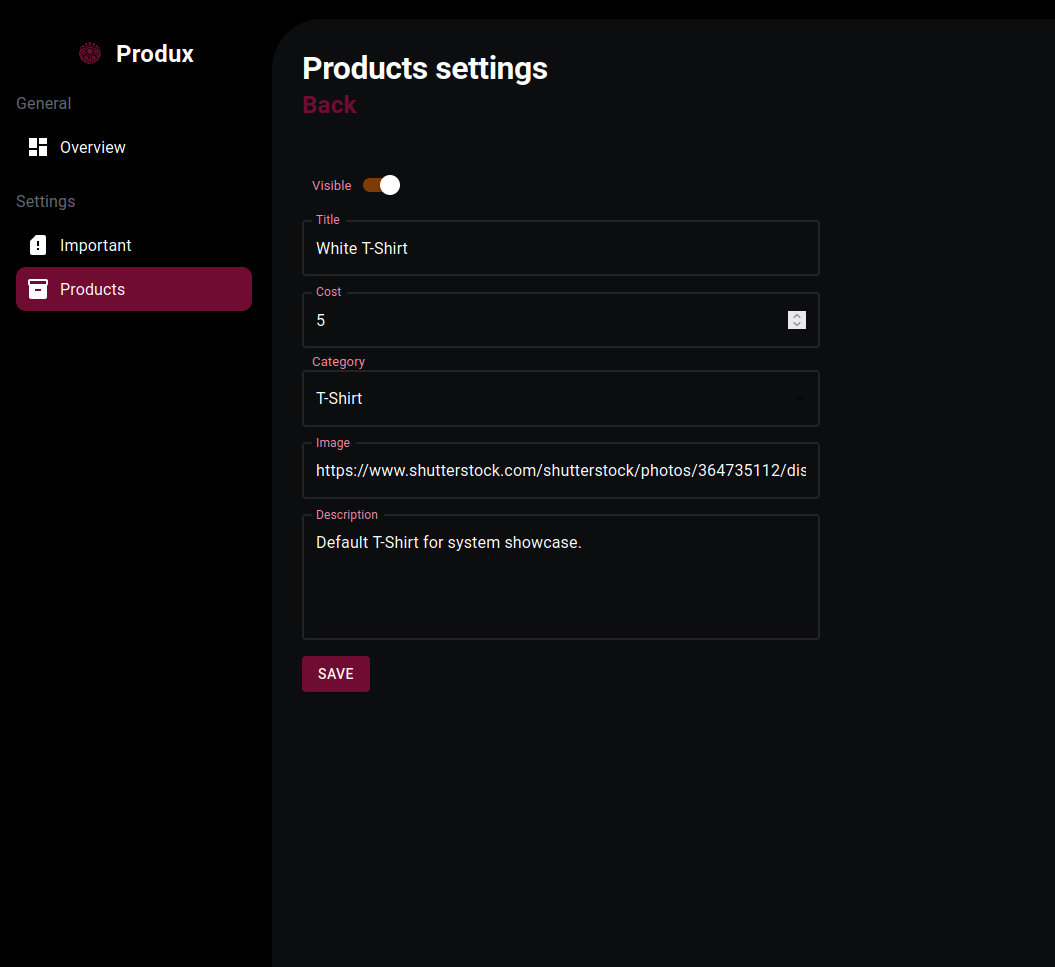 Produx
General
Overview
Settings
Important
Products
Products settings
Back
Visible
Title
White T-Shirt
Cost
5
Category
T-Shirt
Image
https://www.shutterstock.com/shutterstock/photos/364735112/dis
Description
Default T-Shirt for system showcase.
SAVE